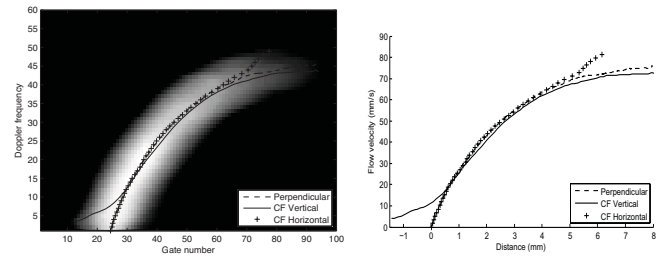 60
55
50
45
40
35
30
25
20
15
10
5
Doppler frequency
10 20 30 40 50 60 70 80 90 100
Gate number
Perpendicular
CF Vertical
CF Horizontal
90
80
70
60
50
40
30
20
10
0
Flow velocity (mm/s)
−1 0 1 2 3 4 5 6 7 8
Distance (mm)
Perpendicular
CF Vertical
CF Horizontal